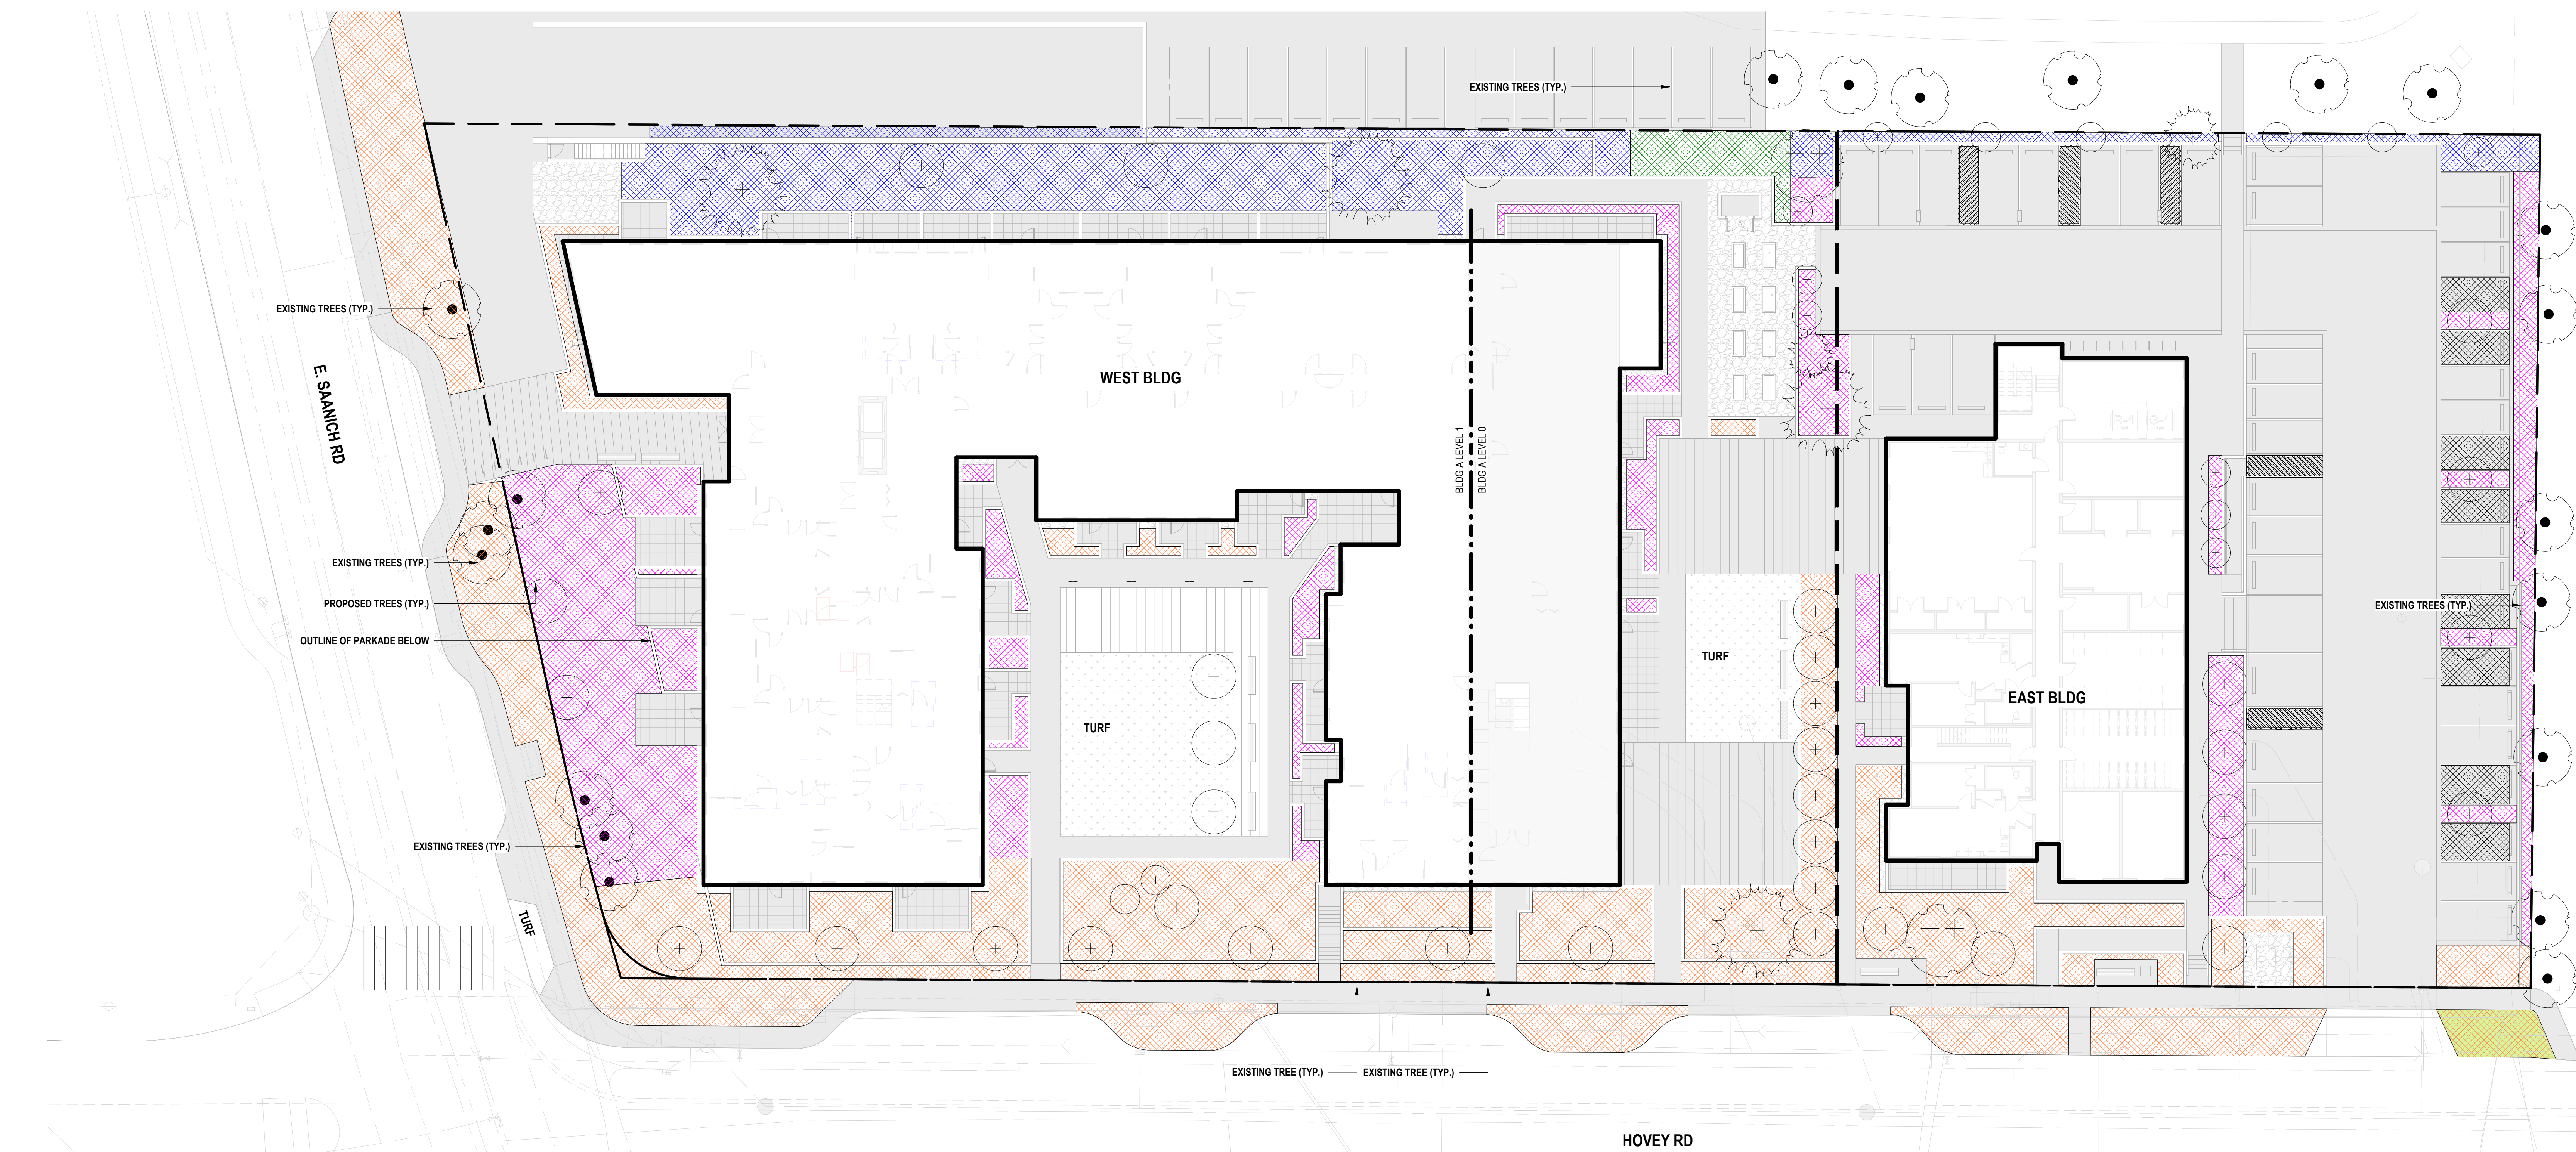 EXISTING TREES (TYP.)
EXISTING TREES (TYP.)
E. SAANICH RD
WEST BLDG
BLDG A LEVEL 1
BLDG A LEVEL 0
R-4
G-4
EXISTING TREES (TYP.)
PROPOSED TREES (TYP.)
EXISTING TREES (TYP.)
OUTLINE OF PARKADE BELOW
TURF
EAST BLDG
TURF
EXISTING TREES (TYP.)
TURF
EXISTING TREE (TYP.)
EXISTING TREE (TYP.)
HOVEY RD